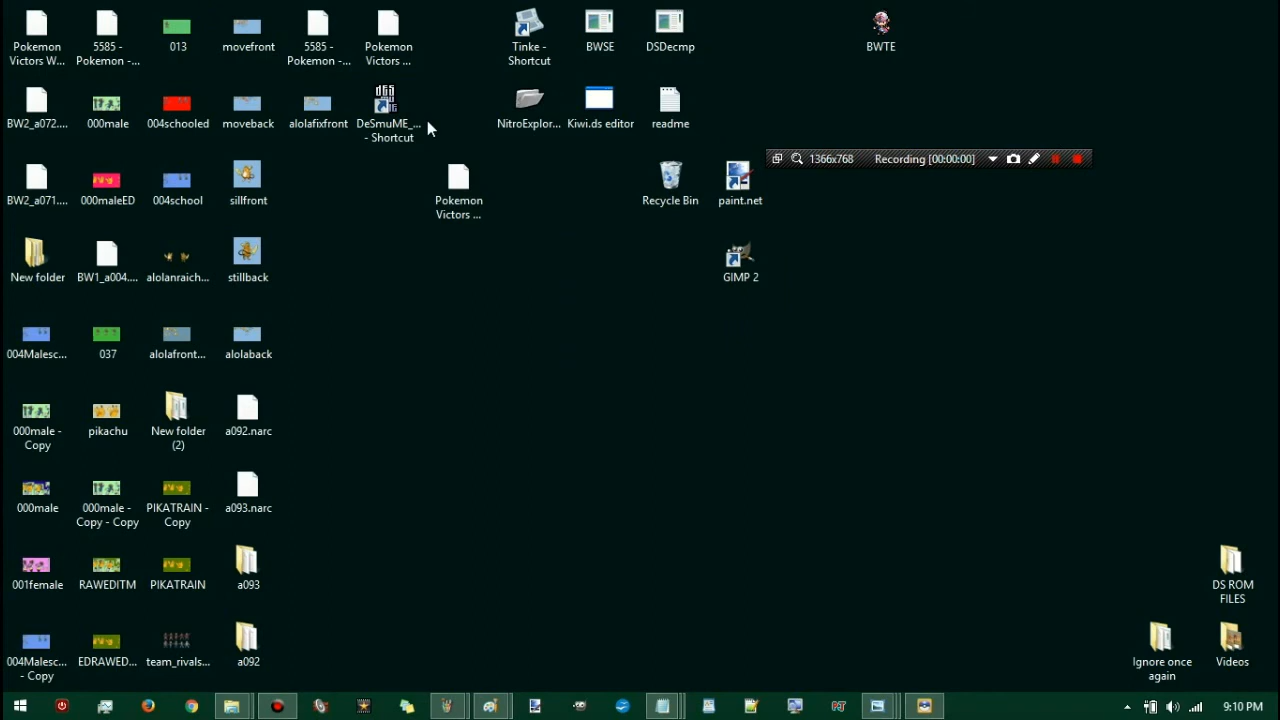 Pokemon
Victors W...
5585 -
Pokemon -...
013
movefront
5585 -
Pokemon -...
Pokemon
Victors ...
Tinke -
Shortcut
BWSE
DSDecmp
BWTE
BW2_a072....
000male
004schooled
moveback
alolafixfront
DeSmuME_...
- Shortcut
NitroExplor...
Kiwi.ds editor
readme
1366x768
Recording [00:00:00]
BW2_a071....
000maleED
004school
sillfront
Pokemon
Victors ...
Recycle Bin
paint.net
New folder
BW1_a004....
alolanraich...
stillback
GIMP 2
004Malesc...
037
alolafront...
alolaback
000male -
Copy
pikachu
New folder
(2)
a092.narc
000male
000male -
Copy - Copy
PIKATRAIN -
Copy
a093.narc
001female
RAWEDITM
PIKATRAIN
a093
DS ROM
FILES
004Malesc...
- Copy
EDRAWED...
team_rivals...
a092
Ignore once
again
Videos
9:10 PM